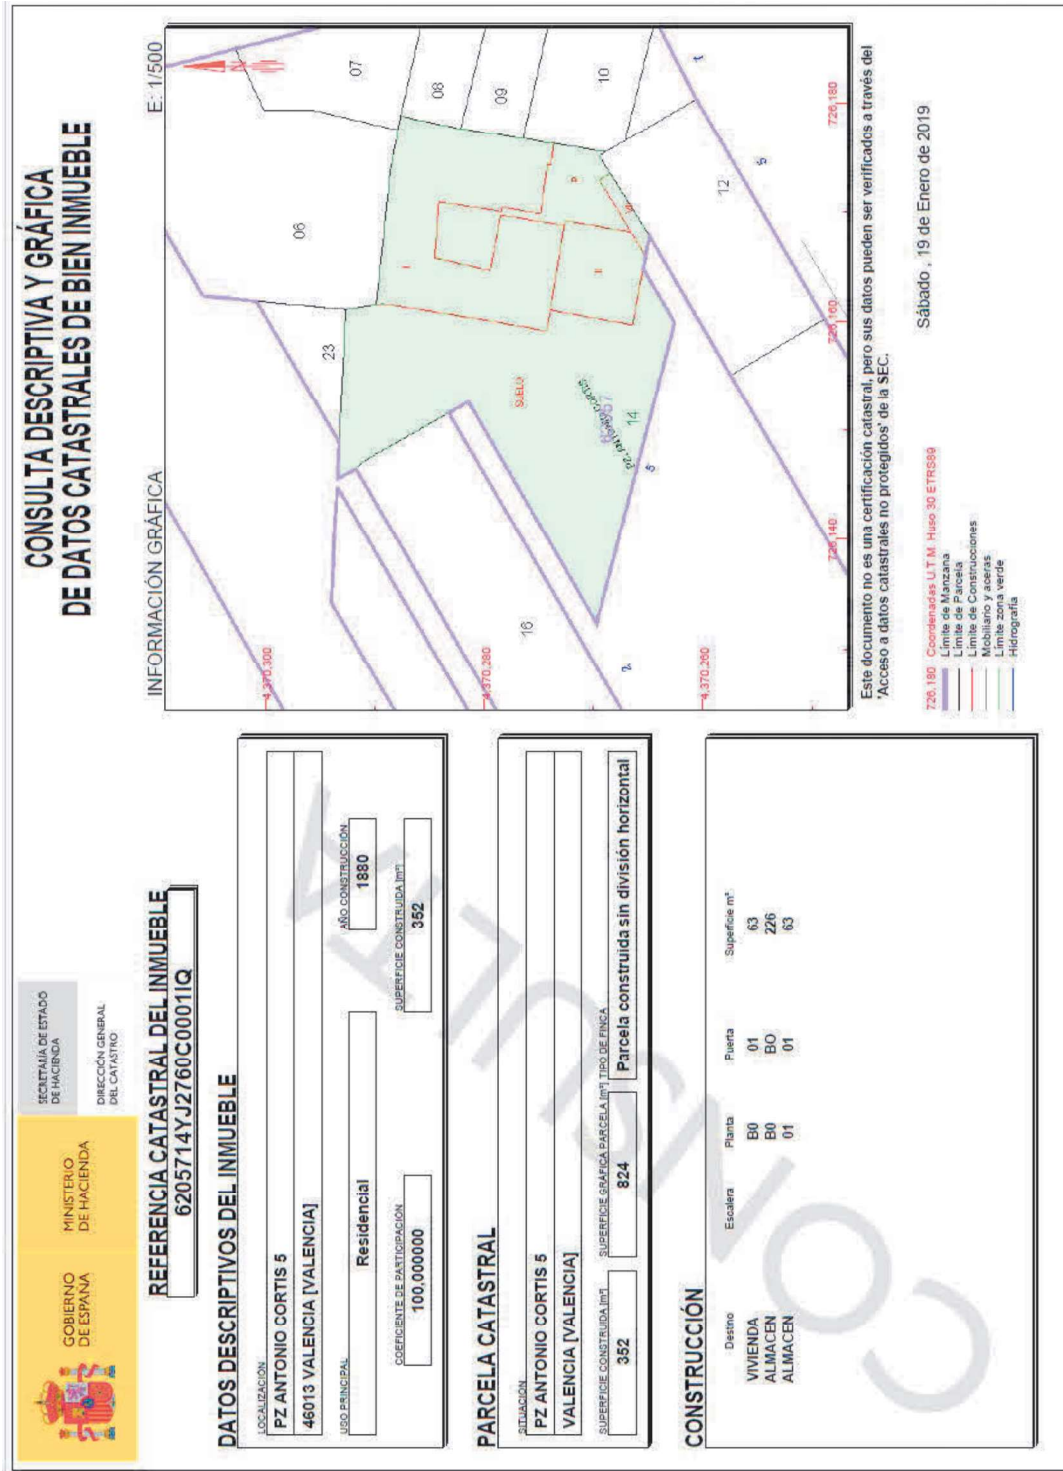 GOBIERNO
DE ESPAÑA
MINISTERIO
DE HACIENDA
SECRETARÍA DE ESTADO
DE HACIENDA
DIRECCIÓN GENERAL
DEL CATASTRO
CONSULTA DESCRIPTIVA Y GRÁFICA
DE DATOS CATASTRALES DE BIEN INMUEBLE
REFERENCIA CATASTRAL DEL INMUEBLE
6205714YJ2760C0001IQ
DATOS DESCRIPTIVOS DEL INMUEBLE
LOCALIZACIÓN
PZ ANTONIO CORTIS 5
46013 VALENCIA [VALENCIA]
USO PRINCIPAL
Residencial
AÑO CONSTRUCCIÓN
1880
COEFICIENTE DE PARTICIPACIÓN
100,000000
SUPERFICIE CONSTRUIDA [m²]
352
PARCELA CATASTRAL
SITUACIÓN
PZ ANTONIO CORTIS 5
VALENCIA [VALENCIA]
SUPERFICIE CONSTRUIDA [m²]
352
SUPERFICIE GRÁFICA PARCELA [m²]
824
TIPO DE FINCA
Parcela construida sin división horizontal
CONSTRUCCIÓN
Destino Escalera Planta Puerta Superficie m²
VIVIENDA B0 01 63
ALMACEN B0 BO 226
ALMACEN 01 01 63
CONSULTA
INFORMACIÓN GRÁFICA
E: 1/500
N
07
06
08
09
10
23
12
16
14
I
II
SUELO
5
2
4,370,300
4,370,280
4,370,260
726,140
726,160
726,180
Este documento no es una certificación catastral, pero sus datos pueden ser verificados a través del
'Acceso a datos catastrales no protegidos' de la SEC.
726,180 Coordenadas U.T.M. Huso 30 ETRS89
Límite de Manzana
Límite de Parcela
Límite de Construcciones
Mobiliario y aceras
Límite zona verde
Hidrografía
Sábado , 19 de Enero de 2019